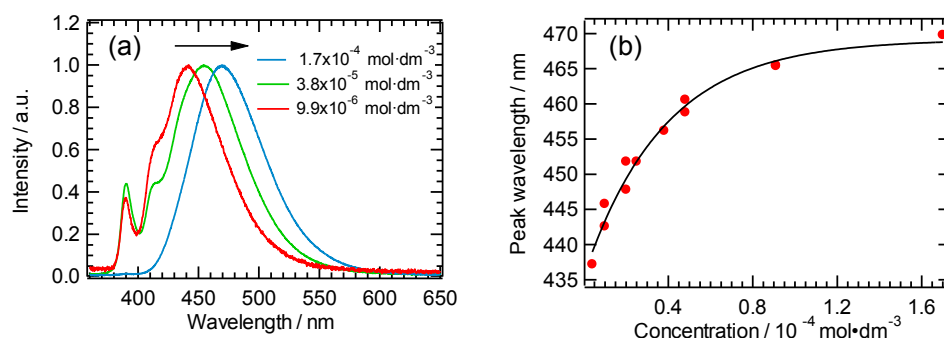 (a)
1.7x10⁻⁴ mol·dm⁻³
3.8x10⁻⁵ mol·dm⁻³
9.9x10⁻⁶ mol·dm⁻³
Intensity / a.u.
1.2
1.0
0.8
0.6
0.4
0.2
0.0
400 450 500 550 600 650
Wavelength / nm
(b)
Peak wavelength / nm
470
465
460
455
450
445
440
435
0.4 0.8 1.2 1.6
Concentration / 10⁻⁴ mol•dm⁻³